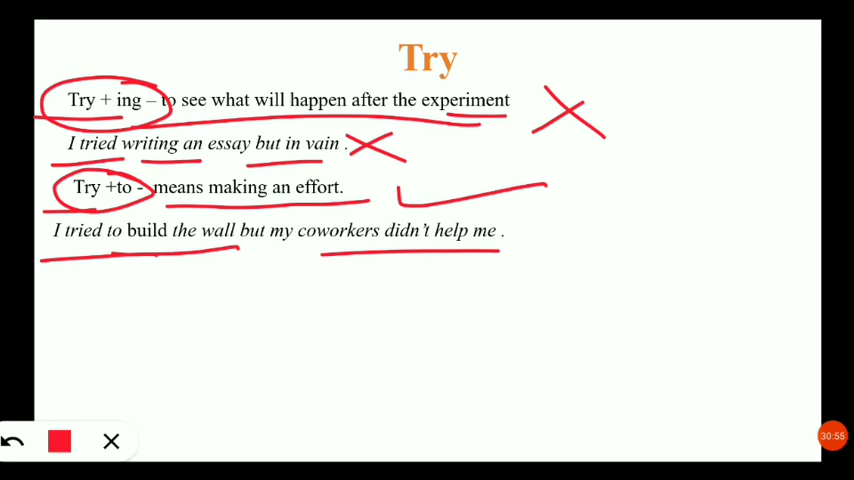 Try
Try + ing – to see what will happen after the experiment
I tried writing an essay but in vain .
Try +to - means making an effort.
I tried to build the wall but my coworkers didn't help me .
30:55